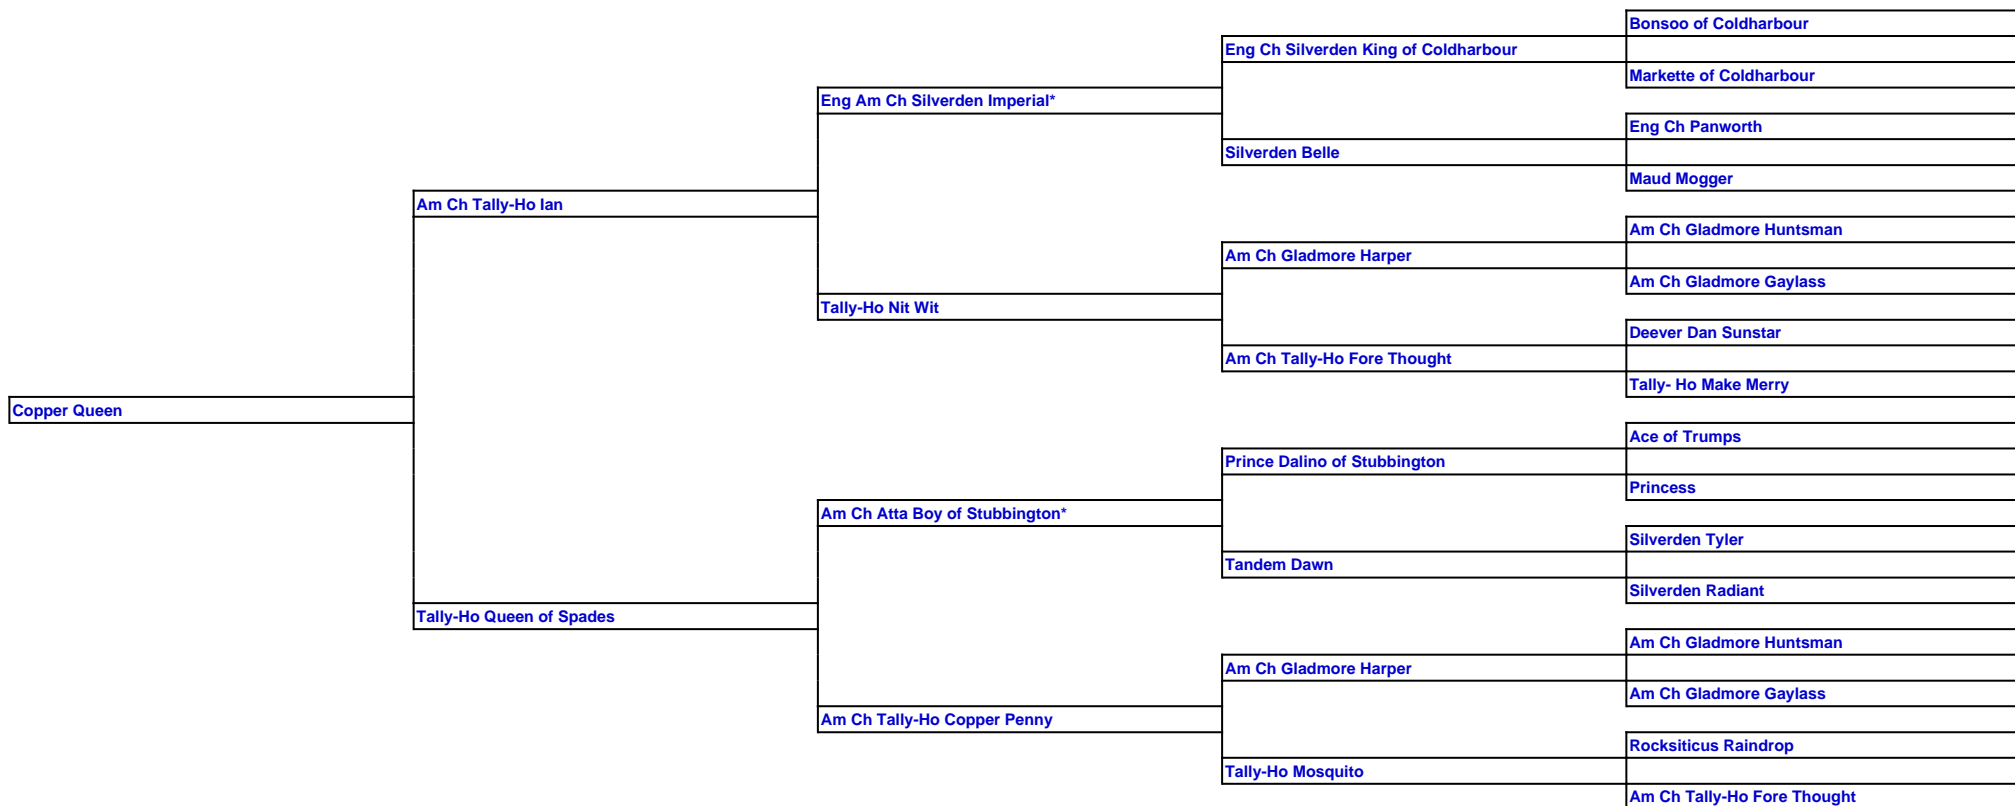 Bonsoo of Coldharbour
Eng Ch Silverden King of Coldharbour
Markette of Coldharbour
Eng Am Ch Silverden Imperial*
Eng Ch Panworth
Silverden Belle
Maud Mogger
Am Ch Tally-Ho Ian
Am Ch Gladmore Huntsman
Am Ch Gladmore Harper
Am Ch Gladmore Gaylass
Tally-Ho Nit Wit
Deever Dan Sunstar
Am Ch Tally-Ho Fore Thought
Tally- Ho Make Merry
Copper Queen
Ace of Trumps
Prince Dalino of Stubbington
Princess
Am Ch Atta Boy of Stubbington*
Silverden Tyler
Tandem Dawn
Silverden Radiant
Tally-Ho Queen of Spades
Am Ch Gladmore Huntsman
Am Ch Gladmore Harper
Am Ch Gladmore Gaylass
Am Ch Tally-Ho Copper Penny
Rocksiticus Raindrop
Tally-Ho Mosquito
Am Ch Tally-Ho Fore Thought